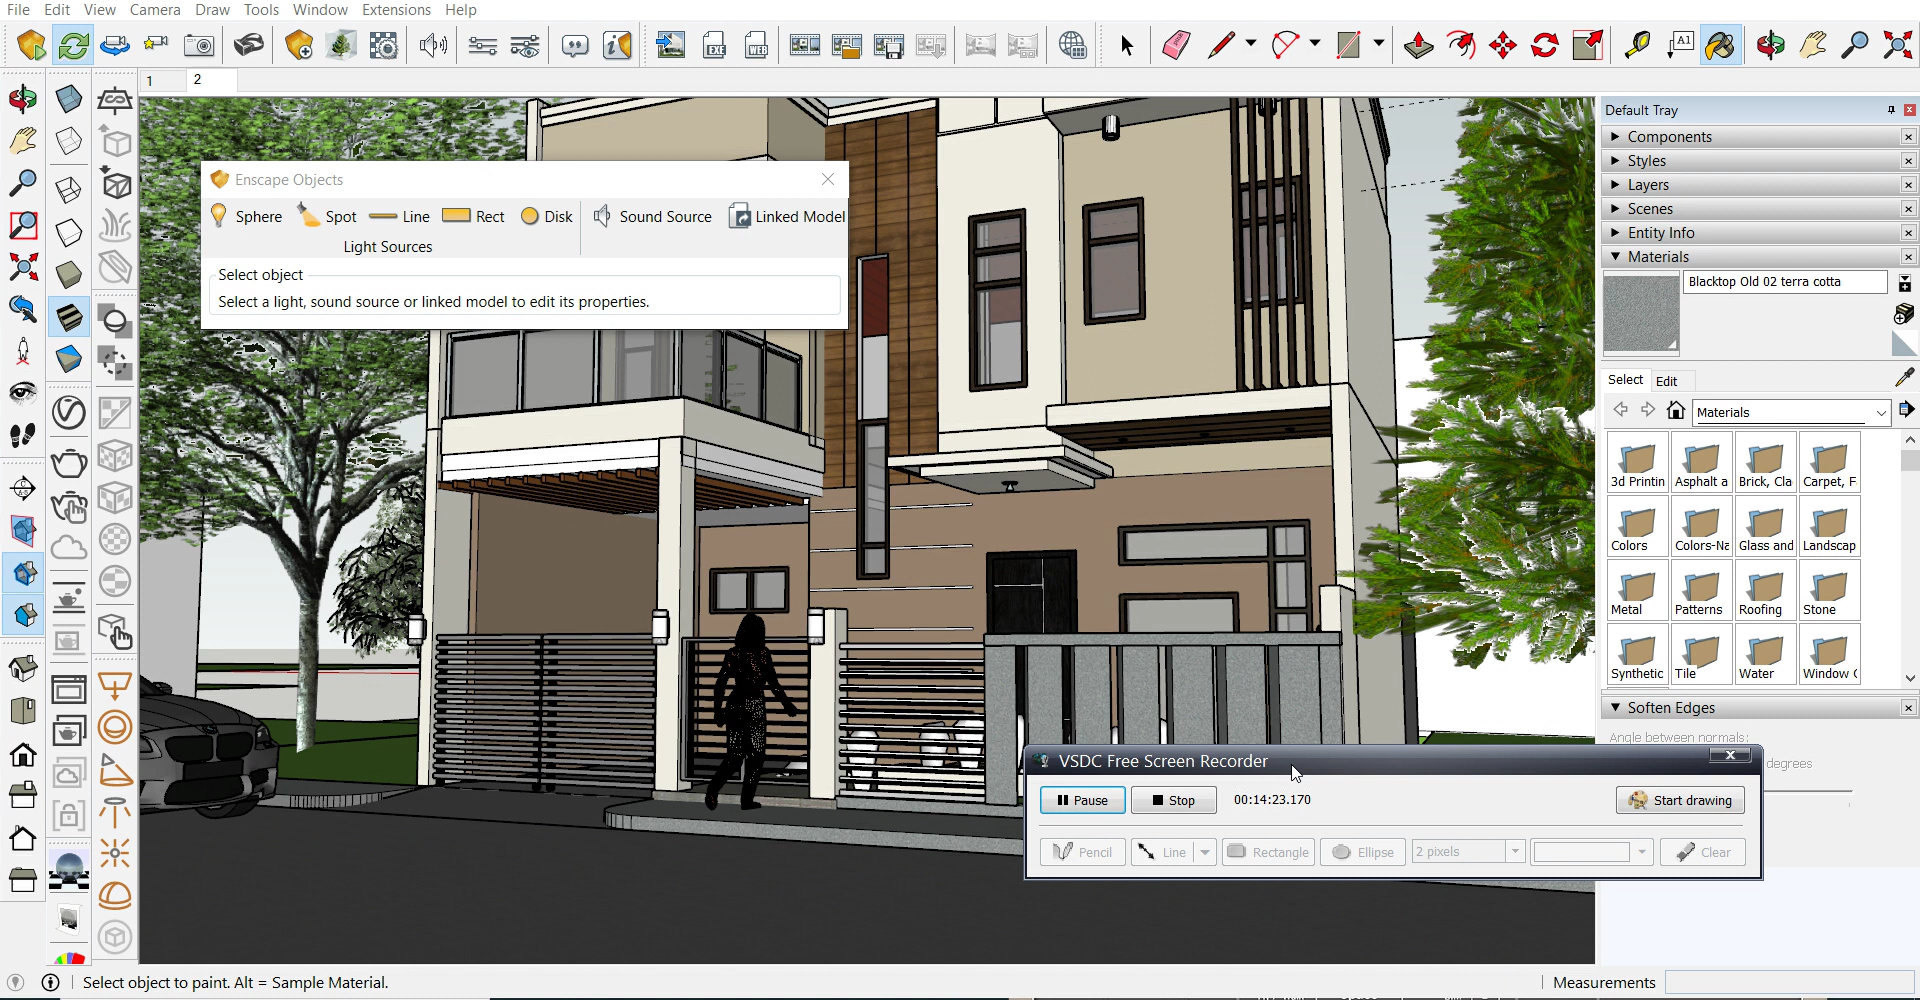 File Edit View Camera Draw Tools Window Extensions Help
1 2
Default Tray
Components
Styles
Layers
Scenes
Entity Info
Materials
Blacktop Old 02 terra cotta
Select Edit
Materials
3d Printin Asphalt a Brick, Cla Carpet, F
Colors Colors-Na Glass and Landscap
Metal Patterns Roofing Stone
Synthetic Tile Water Window C
Soften Edges
Angle between normals:
degrees
Enscape Objects
Sphere Spot Line Rect Disk Sound Source Linked Model
Light Sources
Select object
Select a light, sound source or linked model to edit its properties.
VSDC Free Screen Recorder
Pause Stop 00:14:23.170 Start drawing
Pencil Line Rectangle Ellipse 2 pixels Clear
Select object to paint. Alt = Sample Material.
Measurements